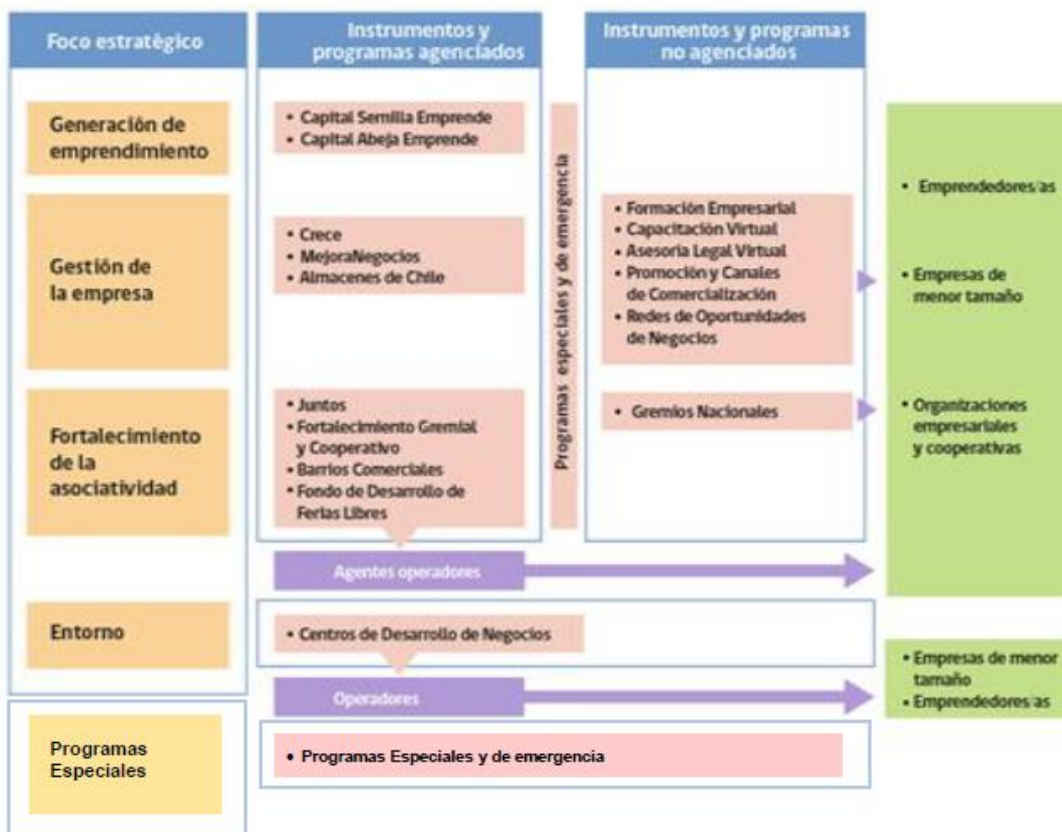 Foco estratégico
Instrumentos y
programas agenciados
Instrumentos y programas
no agenciados
Generación de
emprendimiento
• Capital Semilla Emprende
• Capital Abeja Emprende
Gestión de
la empresa
• Crece
• MejoraNegocios
• Almacenes de Chile
Programas especiales y de emergencia
• Formación Empresarial
• Capacitación Virtual
• Asesoría Legal Virtual
• Promoción y Canales
de Comercialización
• Redes de Oportunidades
de Negocios
• Emprendedores/as
• Empresas de
menor tamaño
• Organizaciones
empresariales
y cooperativas
Fortalecimiento
de la
asociatividad
• Juntos
• Fortalecimiento Gremial
y Cooperativo
• Barrios Comerciales
• Fondo de Desarrollo de
Ferias Libres
• Gremios Nacionales
Agentes operadores
Entorno
• Centros de Desarrollo de Negocios
Operadores
• Empresas de menor
tamaño
• Emprendedores/as
Programas
Especiales
• Programas Especiales y de emergencia